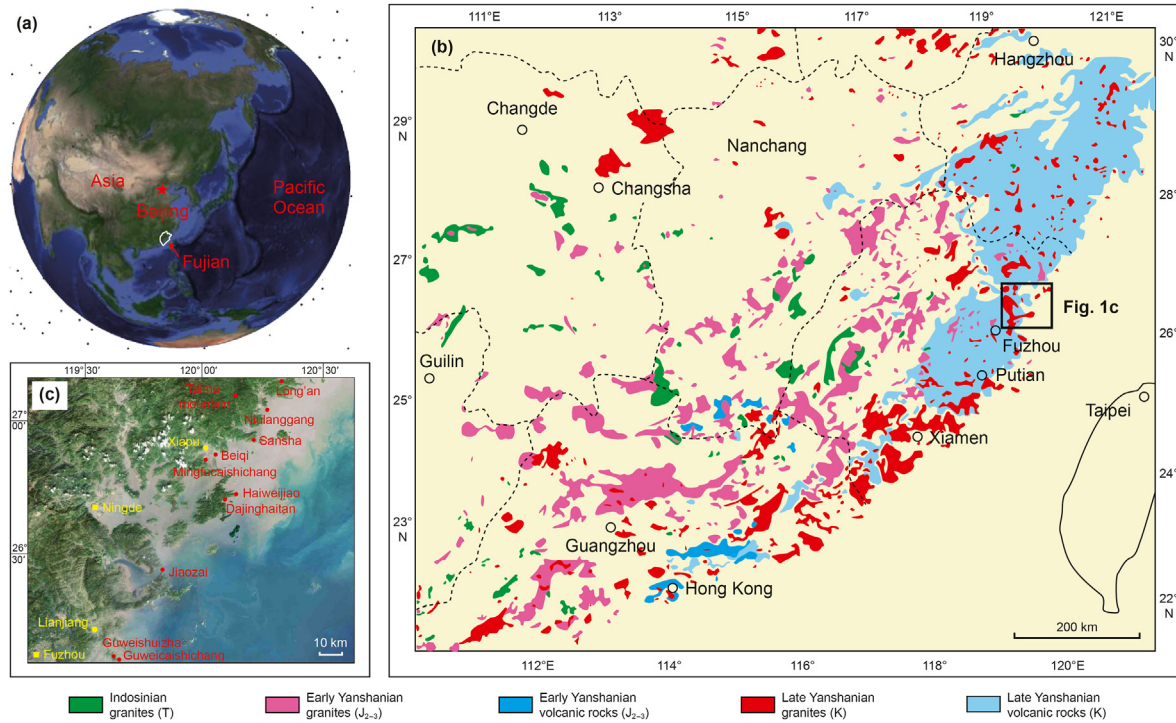 (a)
Asia
Beijing
Pacific
Ocean
Fujian
(b)
111°E
113°
115°
117°
119°
121°E
30°
N
29°
N
28°
27°
26°
25°
24°
23°
N
22°
N
112°E
114°
116°
118°
120°E
Hangzhou
Changde
Nanchang
Changsha
Fig. 1c
Fuzhou
Guilin
Putian
Taipei
Xiamen
Guangzhou
Hong Kong
200 km
(c)
119°50'
120°00'
120°50'
27°
00'
26°
30'
Long'an
Niulanggang
Sansha
Xiapu
Beiqi
Mingfucaishichang
Haiweijiao
Dajinghaitan
Ningde
Jiaozai
Lianjiang
Guweishuizha
Guweicaishichang
Fuzhou
10 km
Indosinian
granites (T)
Early Yanshanian
granites (J₂₋₃)
Early Yanshanian
volcanic rocks (J₂₋₃)
Late Yanshanian
granites (K)
Late Yanshanian
volcanic rocks (K)